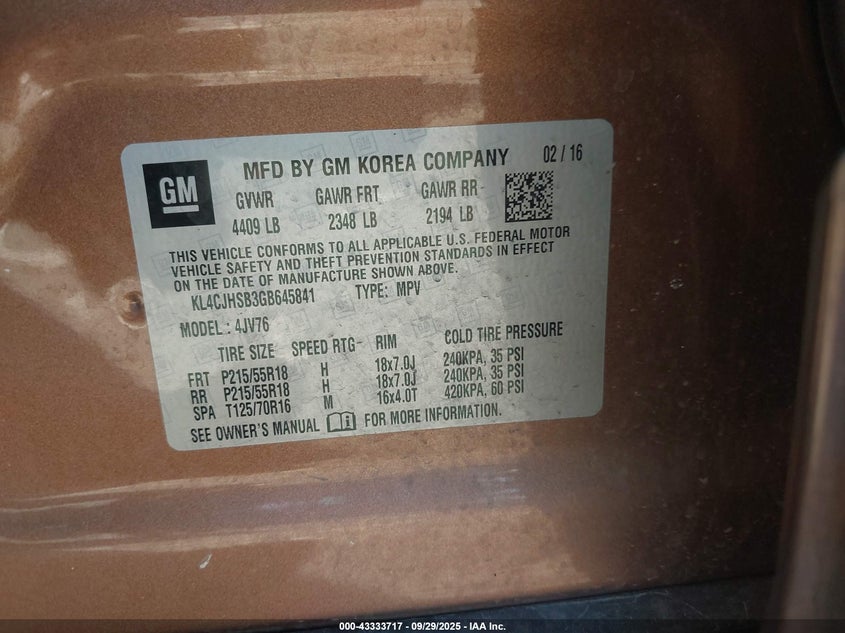 GM
MFD BY GM KOREA COMPANY 02 / 16
GVWR GAWR FRT GAWR RR
4409 LB 2348 LB 2194 LB
THIS VEHICLE CONFORMS TO ALL APPLICABLE U.S. FEDERAL MOTOR
VEHICLE SAFETY AND THEFT PREVENTION STANDARDS IN EFFECT
ON THE DATE OF MANUFACTURE SHOWN ABOVE.
KL4CJHSB3GB645841 TYPE: MPV
MODEL: 4JV76
TIRE SIZE SPEED RTG RIM COLD TIRE PRESSURE
FRT P215/55R18 H 18x7.0J 240KPA, 35 PSI
RR P215/55R18 H 18x7.0J 240KPA, 35 PSI
SPA T125/70R16 M 16x4.0T 420KPA, 60 PSI
SEE OWNER'S MANUAL FOR MORE INFORMATION.
000-43333717 - 09/29/2025 - IAA Inc.